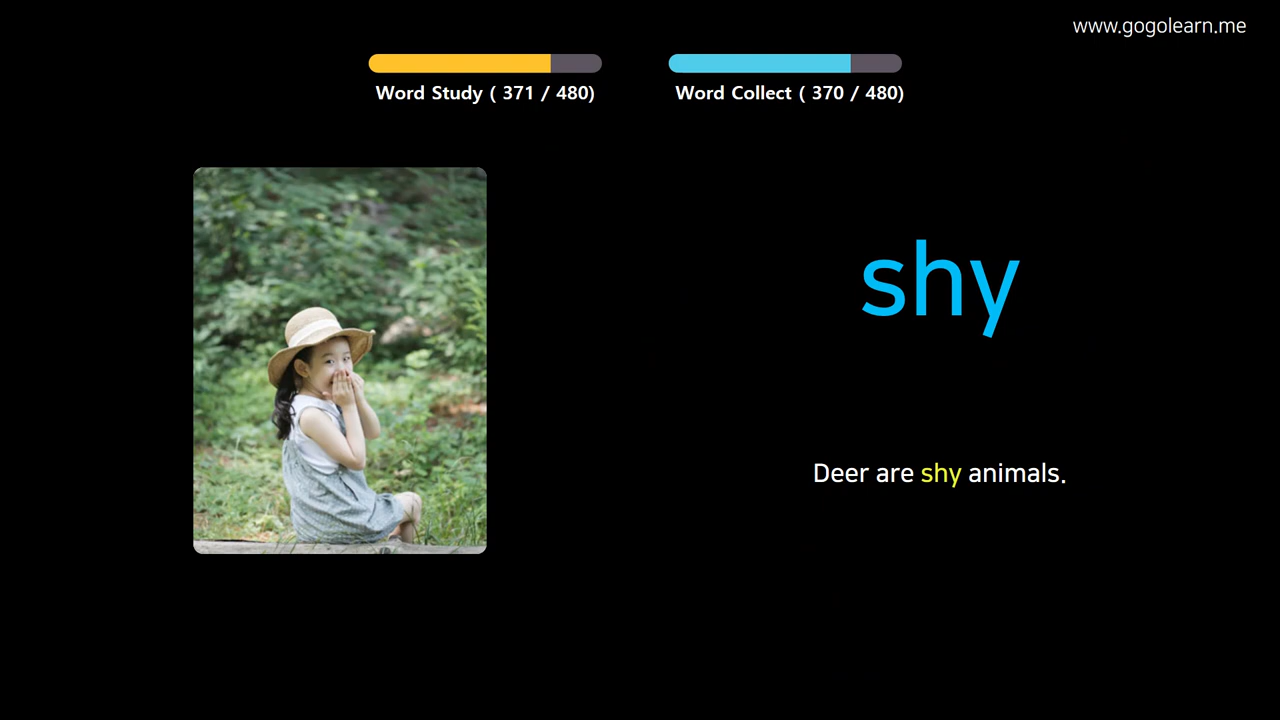 www.gogolearn.me
Word Study ( 371 / 480)
Word Collect ( 370 / 480)
shy
Deer are shy animals.